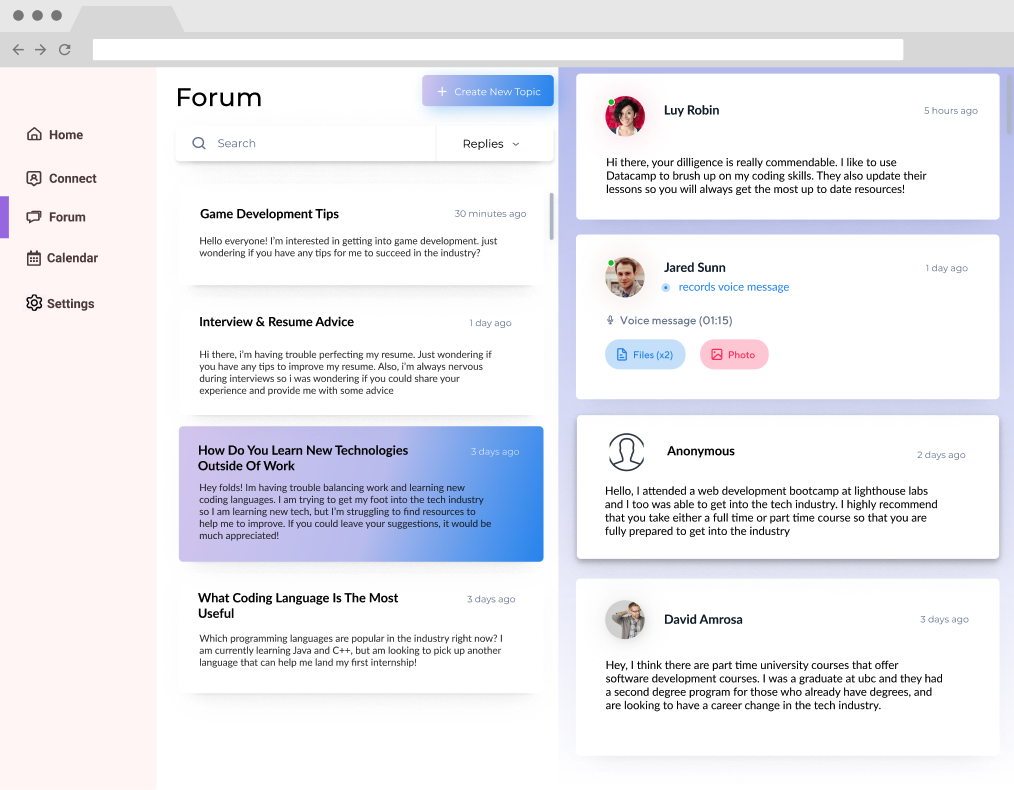 Home
Connect
Forum
Calendar
Settings
Forum
+ Create New Topic
Search
Replies
Game Development Tips
30 minutes ago
Hello everyone! I'm interested in getting into game development. just
wondering if you have any tips for me to succeed in the industry?
Interview & Resume Advice
1 day ago
Hi there, i'm having trouble perfecting my resume. Just wondering if
you have any tips to improve my resume. Also, i'm always nervous
during interviews so i was wondering if you could share your
experience and provide me with some advice
How Do You Learn New Technologies
Outside Of Work
3 days ago
Hey folds! Im having trouble balancing work and learning new
coding languages. I am trying to get my foot into the tech industry
so I am learning new tech, but I'm struggling to find resources to
help me to improve. If you could leave your suggestions, it would be
much appreciated!
What Coding Language Is The Most
Useful
3 days ago
Which programming languages are popular in the industry right now? I
am currently learning Java and C++, but am looking to pick up another
language that can help me land my first internship!
Luy Robin
5 hours ago
Hi there, your dilligence is really commendable. I like to use
Datacamp to brush up on my coding skills. They also update their
lessons so you will always get the most up to date resources!
Jared Sunn
1 day ago
records voice message
Voice message (01:15)
Files (x2)
Photo
Anonymous
2 days ago
Hello, I attended a web development bootcamp at lighthouse labs
and I too was able to get into the tech industry. I highly recommend
that you take either a full time or part time course so that you are
fully prepared to get into the industry
David Amrosa
3 days ago
Hey, I think there are part time university courses that offer
software development courses. I was a graduate at ubc and they had
a second degree program for those who already have degrees, and
are looking to have a career change in the tech industry.